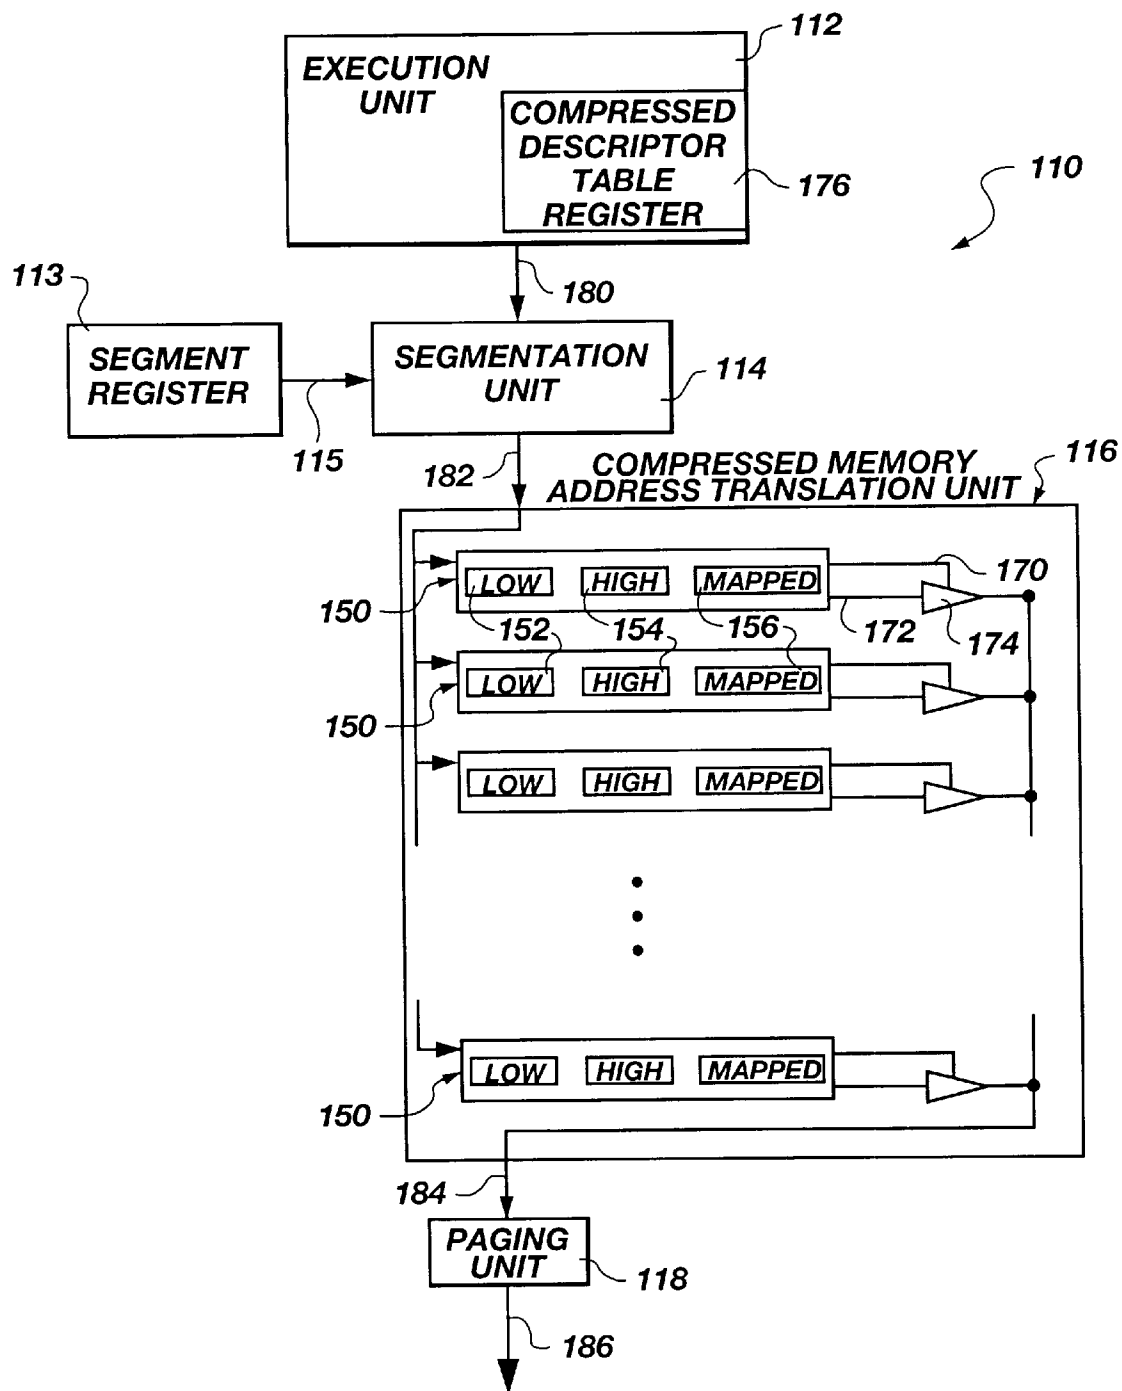 112
EXECUTION
UNIT
COMPRESSED
DESCRIPTOR
TABLE
REGISTER
176
110
180
113
SEGMENT
REGISTER
115
SEGMENTATION
UNIT
114
182
COMPRESSED MEMORY
ADDRESS TRANSLATION UNIT
116
150
LOW
HIGH
MAPPED
170
152
154
156
172
174
150
LOW
HIGH
MAPPED
LOW
HIGH
MAPPED
150
LOW
HIGH
MAPPED
184
PAGING
UNIT
118
186